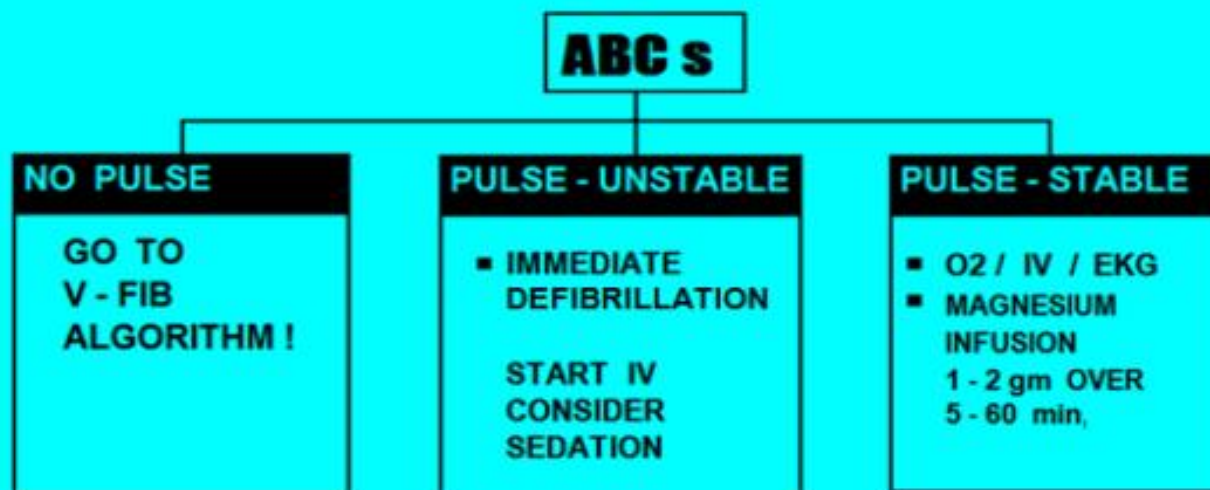 ABC s
NO PULSE
GO TO
V - FIB
ALGORITHM !
PULSE - UNSTABLE
▪ IMMEDIATE
DEFIBRILLATION
START IV
CONSIDER
SEDATION
PULSE - STABLE
▪ O2 / IV / EKG
▪ MAGNESIUM
INFUSION
1 - 2 gm OVER
5 - 60 min,